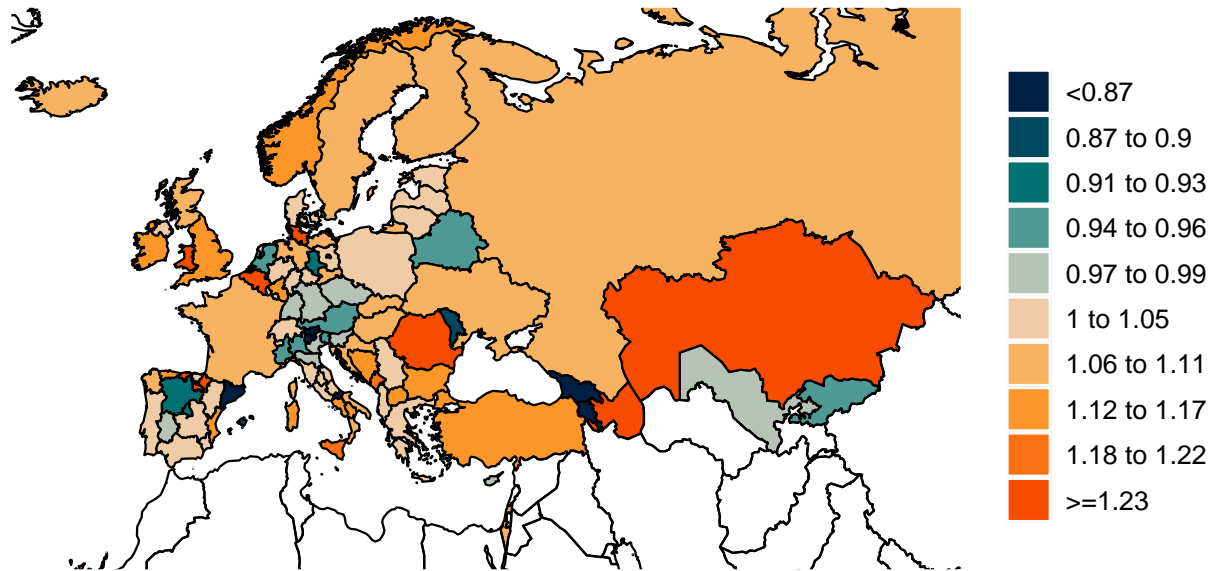 <0.87
0.87 to 0.9
0.91 to 0.93
0.94 to 0.96
0.97 to 0.99
1 to 1.05
1.06 to 1.11
1.12 to 1.17
1.18 to 1.22
>=1.23